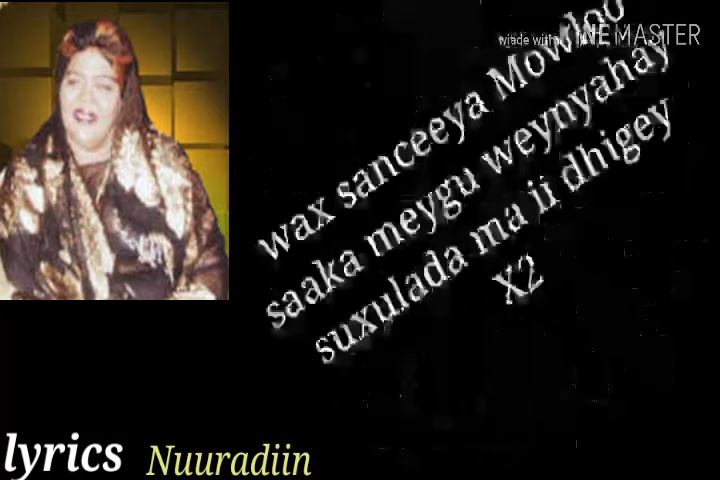 made with KINEMASTER
wax sanceeya Mowloo
saaka meygu weynyahay
suxulada ma ii dhigey
X2
lyrics Nuuradiin